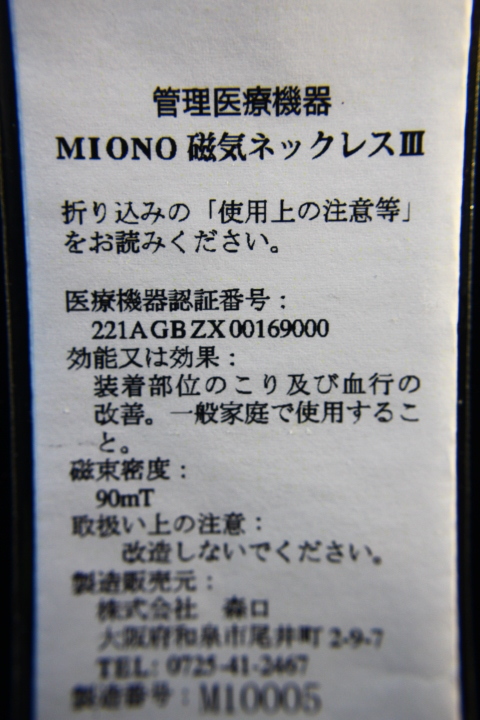 管理医療機器
MIONO 磁気ネックレスⅢ
折り込みの「使用上の注意等」
をお読みください。
医療機器認証番号：
221AGBZX00169000
効能又は効果：
装着部位のこり及び血行の
改善。一般家庭で使用するこ
と。
磁束密度：
90mT
取扱い上の注意：
改造しないでください。
製造販売元：
株式会社 森口
大阪府和泉市尾井町 2-9-7
TEL: 0725-41-2467
製造番号：M10005